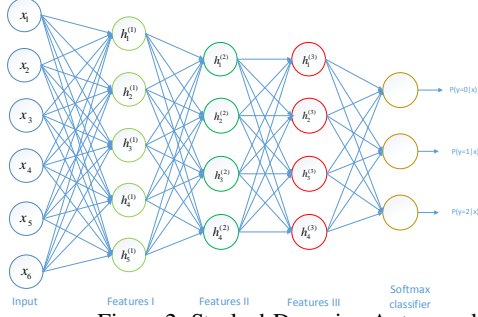 x₁
x₂
x₃
x₄
x₅
x₆
h₁⁽¹⁾
h₂⁽¹⁾
h₃⁽¹⁾
h₄⁽¹⁾
h₅⁽¹⁾
h₁⁽²⁾
h₂⁽²⁾
h₃⁽²⁾
h₄⁽²⁾
h₁⁽³⁾
h₂⁽³⁾
h₃⁽³⁾
h₄⁽³⁾
P(y=0|x)
P(y=1|x)
P(y=2|x)
Input
Features I
Features II
Features III
Softmax
classifier